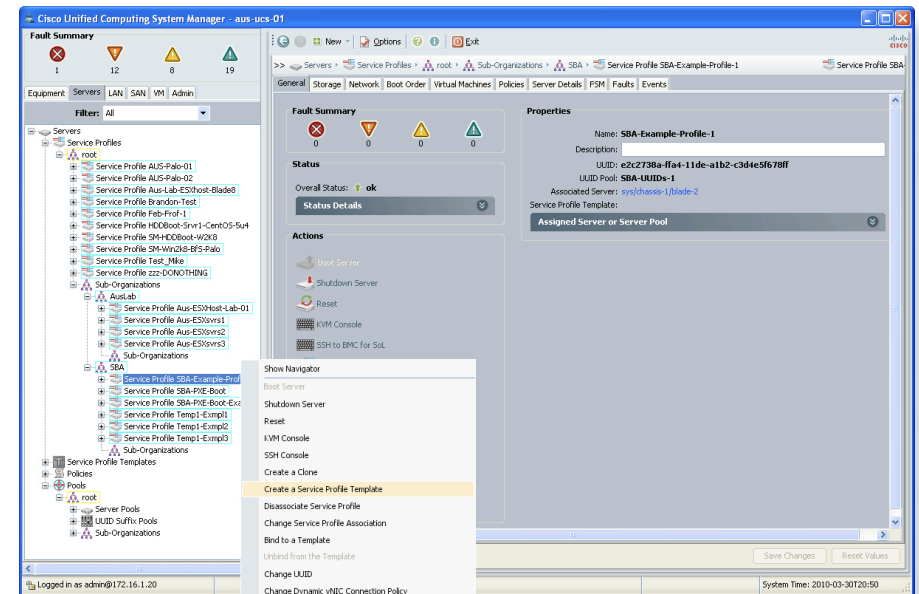 Cisco Unified Computing System Manager - aus-ucs-01
Fault Summary
1 12 8 19
Equipment Servers LAN SAN VM Admin
Filter: All
Servers
Service Profiles
root
Service Profile AUS-Palo-01
Service Profile AUS-Palo-02
Service Profile Aus-Lab-ESXhost-Blade8
Service Profile Brandon-Test
Service Profile Feb-Prof-1
Service Profile HDDBoot-Srvr1-CentOS-5u4
Service Profile SM-HDDBoot-W2K8
Service Profile SM-Win2k8-BfS-Palo
Service Profile Test_Mike
Service Profile zzz-DONOTHING
Sub-Organizations
AusLab
Service Profile Aus-ESXHost-Lab-01
Service Profile Aus-ESXsvrs1
Service Profile Aus-ESXsvrs2
Service Profile Aus-ESXsvrs3
Sub-Organizations
SBA
Service Profile SBA-Example-Prof
Service Profile SBA-PXE-Boot
Service Profile SBA-PXE-Boot-Exa
Service Profile Temp1-Exmpl1
Service Profile Temp1-Exmpl2
Service Profile Temp1-Exmpl3
Sub-Organizations
Service Profile Templates
Policies
Pools
root
Server Pools
UUID Suffix Pools
Sub-Organizations
New Options Exit
CISCO
>> Servers Service Profiles root Sub-Organizations SBA Service Profile SBA-Example-Profile-1 Service Profile SBA-
General Storage Network Boot Order Virtual Machines Policies Server Details FSM Faults Events
Fault Summary
0 0 0 0
Status
Overall Status: ok
Status Details
Actions
Boot Server
Shutdown Server
Reset
KVM Console
SSH to BMC for SoL
Properties
Name: SBA-Example-Profile-1
Description:
UUID: e2c2738a-ffa4-11de-a1b2-c3d4e5f678ff
UUID Pool: SBA-UUIDs-1
Associated Server: sys/chassis-1/blade-2
Service Profile Template:
Assigned Server or Server Pool
Show Navigator
Boot Server
Shutdown Server
Reset
KVM Console
SSH Console
Create a Clone
Create a Service Profile Template
Disassociate Service Profile
Change Service Profile Association
Bind to a Template
Unbind from the Template
Change UUID
Change Dynamic vNIC Connection Policy
Save Changes Reset Values
Logged in as admin@172.16.1.20
System Time: 2010-03-30T20:50